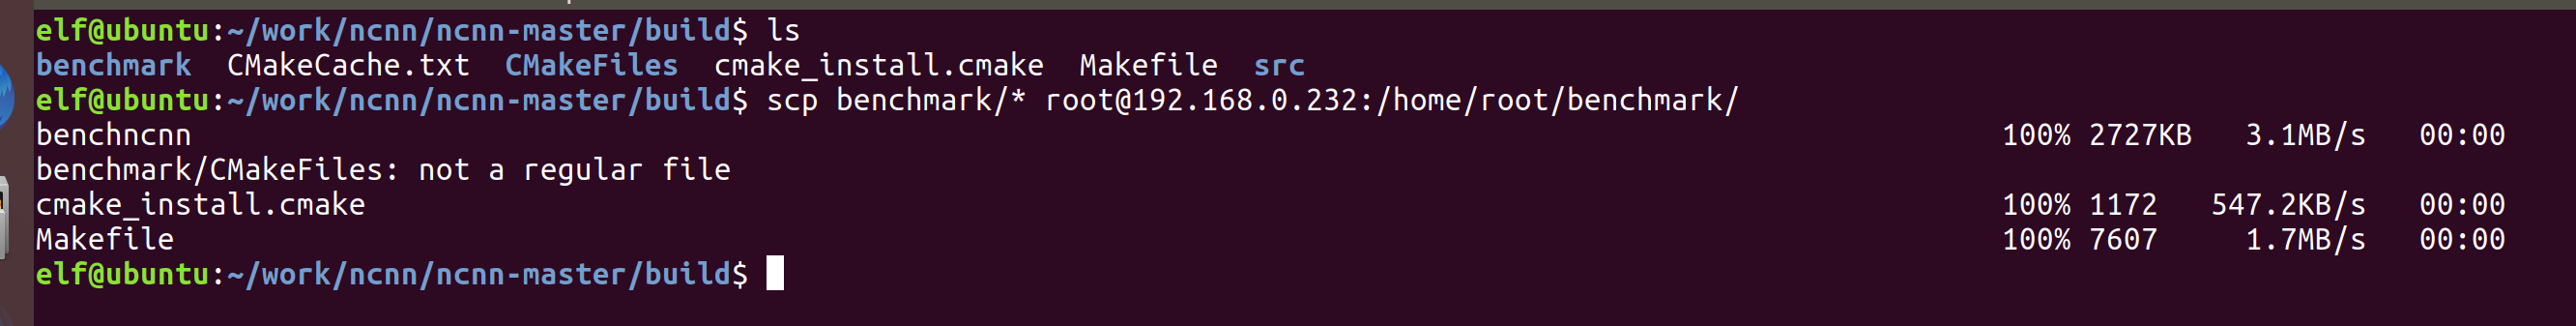 elf@ubuntu:~/work/ncnn/ncnn-master/build$ ls
benchmark  CMakeCache.txt  CMakeFiles  cmake_install.cmake  Makefile  src
elf@ubuntu:~/work/ncnn/ncnn-master/build$ scp benchmark/* root@192.168.0.232:/home/root/benchmark/
benchncnn 100% 2727KB 3.1MB/s 00:00
benchmark/CMakeFiles: not a regular file
cmake_install.cmake 100% 1172 547.2KB/s 00:00
Makefile 100% 7607 1.7MB/s 00:00
elf@ubuntu:~/work/ncnn/ncnn-master/build$